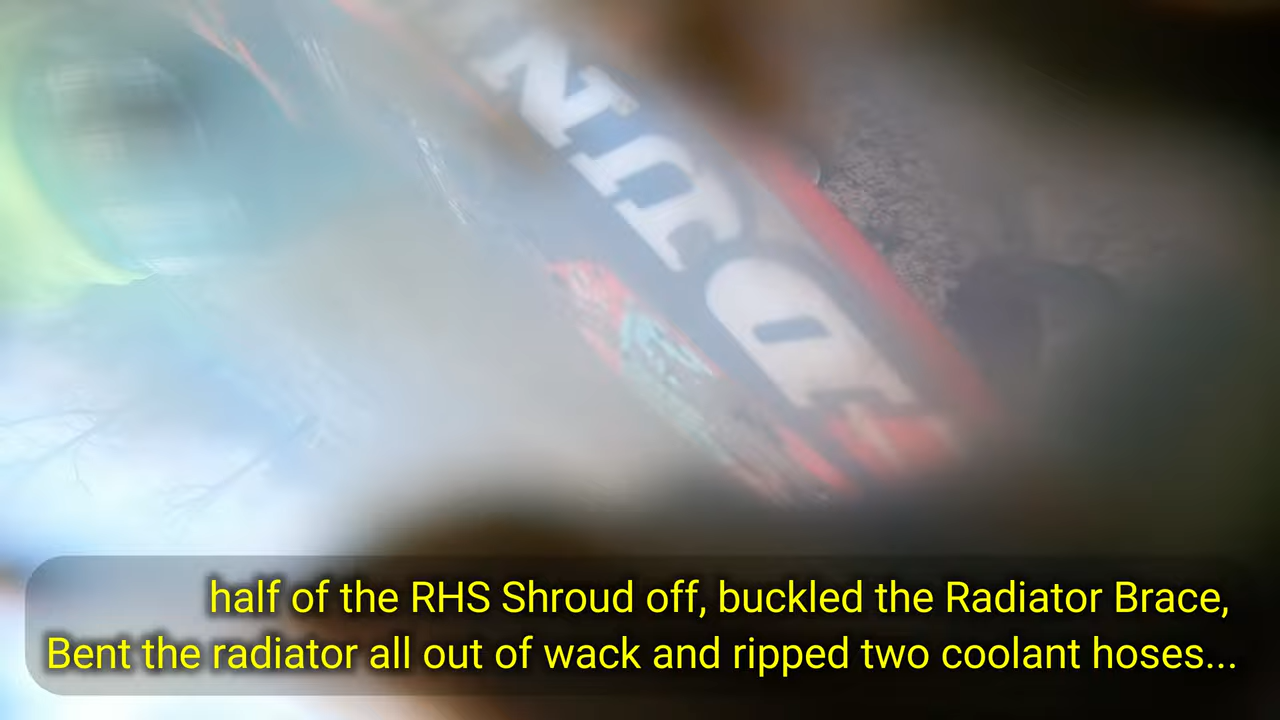 half of the RHS Shroud off, buckled the Radiator Brace,
Bent the radiator all out of wack and ripped two coolant hoses...